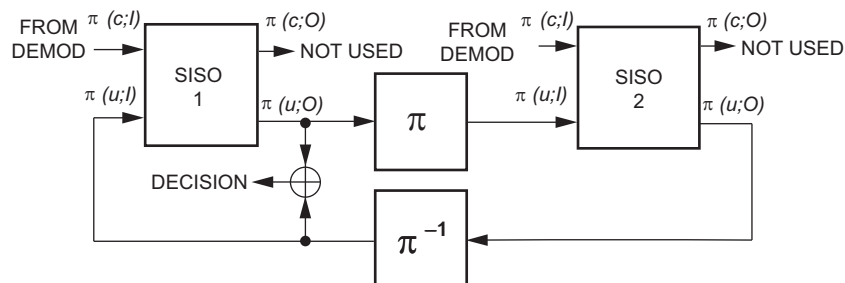 FROM DEMOD
π (c;I)
π (c;O)
NOT USED
SISO 1
π (u;I)
π (u;O)
π
FROM DEMOD
π (c;I)
π (c;O)
NOT USED
SISO 2
π (u;I)
π (u;O)
DECISION
π −1